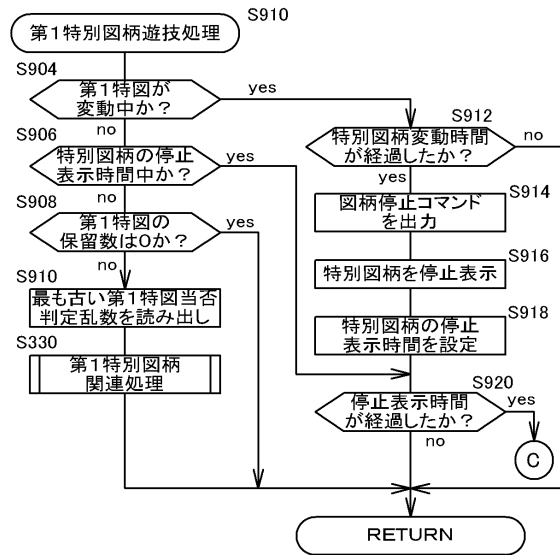 第1特別図柄遊技処理
S910
S904
第1特図が
変動中か?
yes
no
S906
特別図柄の停止
表示時間中か?
yes
no
S908
第1特図の
保留数は0か?
yes
no
S910
最も古い第1特図当否
判定乱数を読み出し
S330
第1特別図柄
関連処理
S912
特別図柄変動時間
が経過したか?
no
yes
S914
図柄停止コマンド
を出力
S916
特別図柄を停止表示
S918
特別図柄の停止
表示時間を設定
S920
停止表示時間
が経過したか?
yes
no
C
RETURN